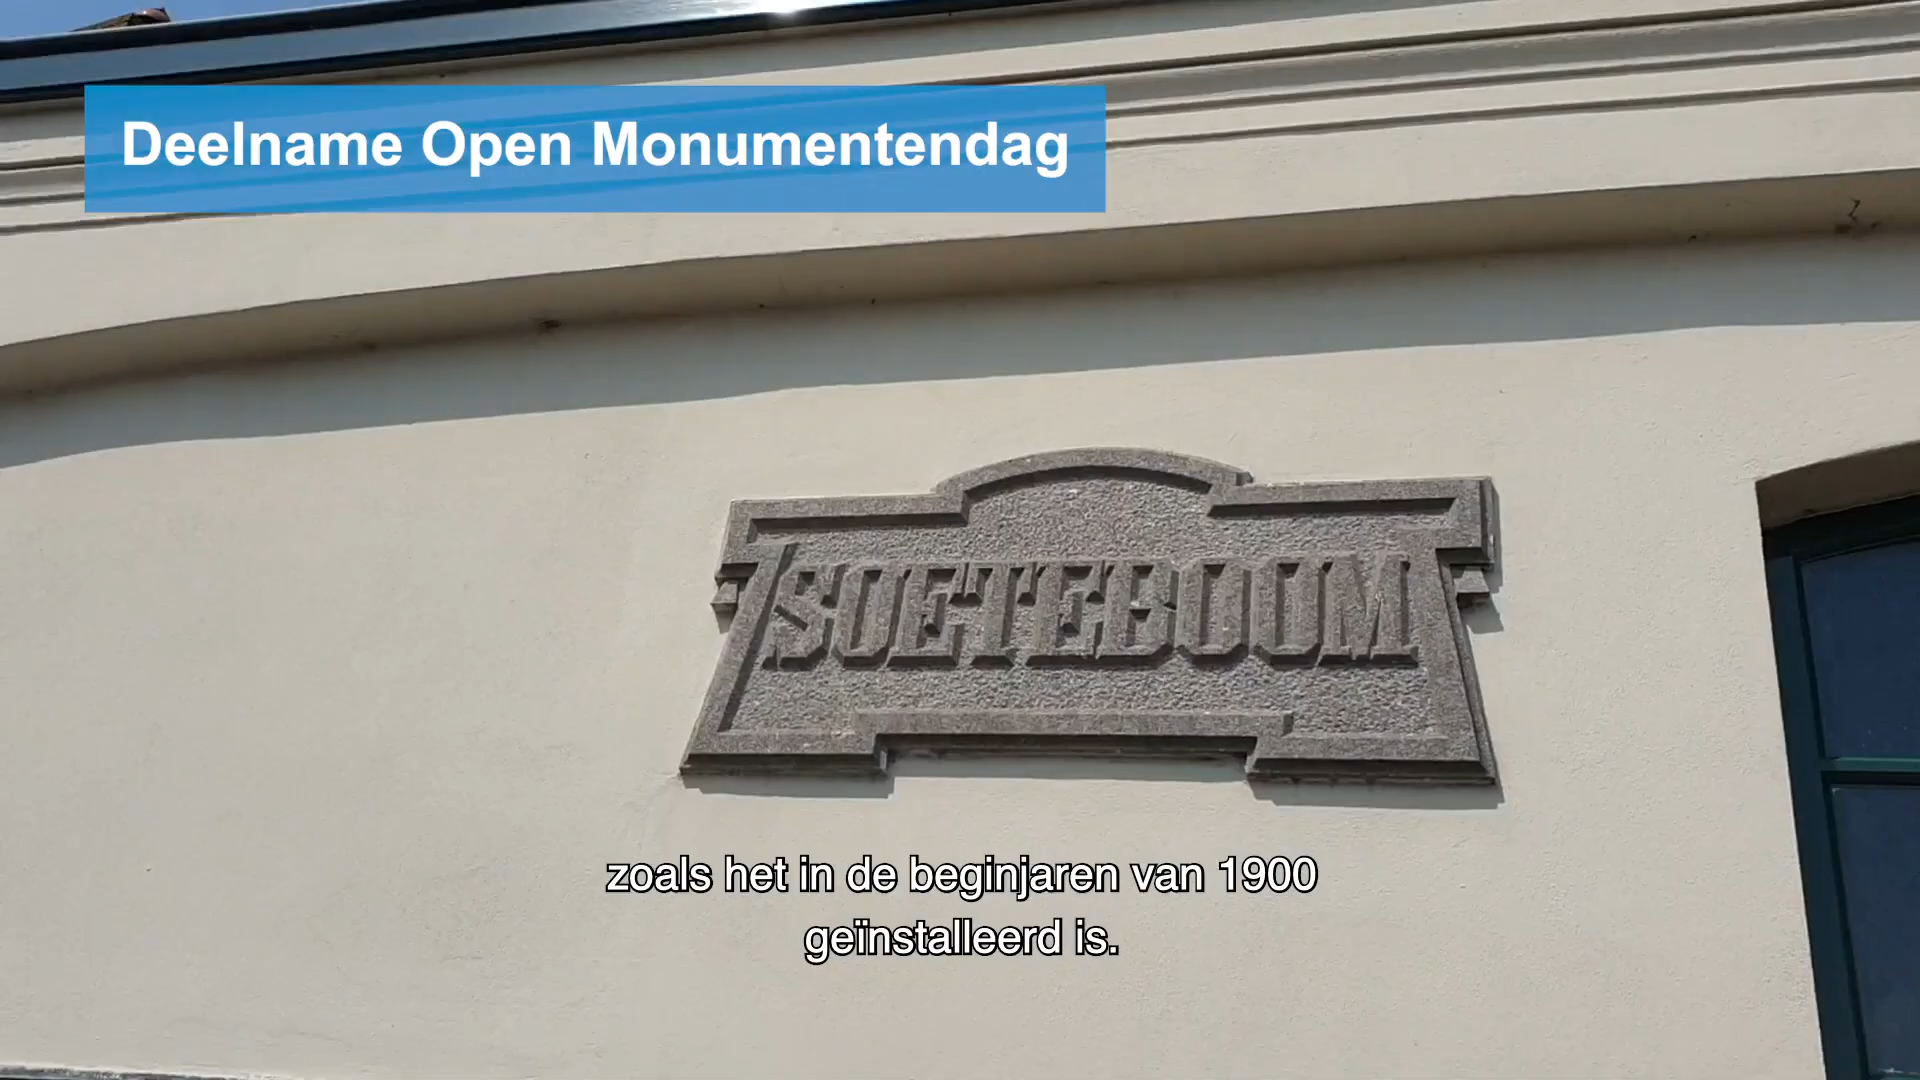 Deelname Open Monumentendag
SOETEBOOM
zoals het in de beginjaren van 1900
geïnstalleerd is.